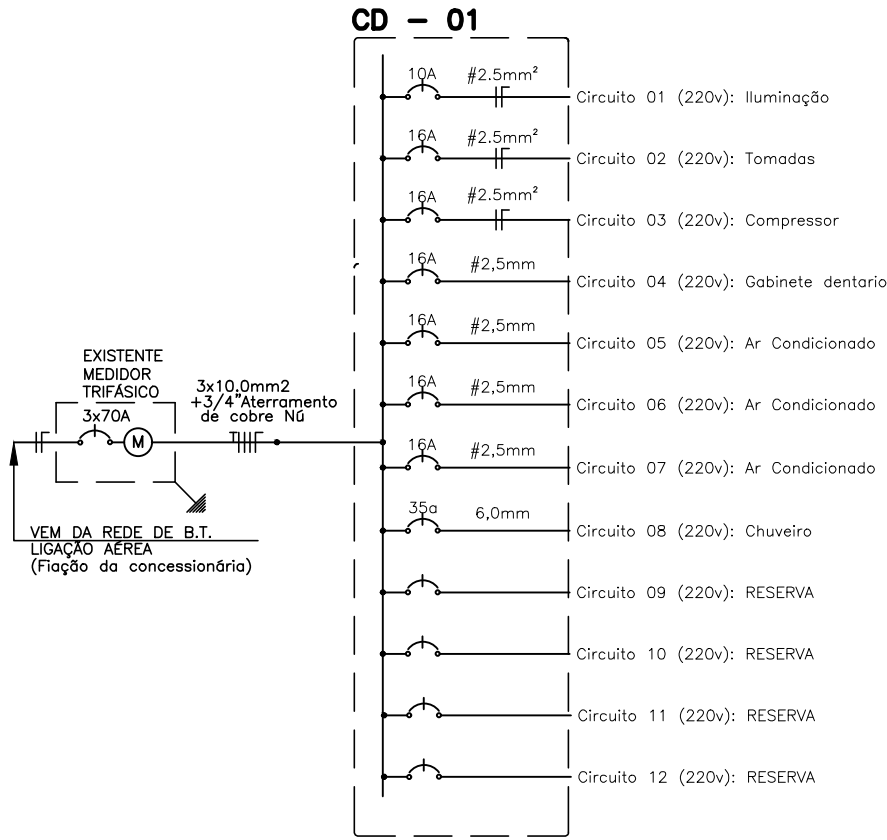 CD - 01
10A #2.5mm² Circuito 01 (220v): Iluminação
16A #2.5mm² Circuito 02 (220v): Tomadas
16A #2.5mm² Circuito 03 (220v): Compressor
16A #2,5mm Circuito 04 (220v): Gabinete dentario
16A #2,5mm Circuito 05 (220v): Ar Condicionado
16A #2,5mm Circuito 06 (220v): Ar Condicionado
16A #2,5mm Circuito 07 (220v): Ar Condicionado
35a 6,0mm Circuito 08 (220v): Chuveiro
Circuito 09 (220v): RESERVA
Circuito 10 (220v): RESERVA
Circuito 11 (220v): RESERVA
Circuito 12 (220v): RESERVA
EXISTENTE
MEDIDOR
TRIFÁSICO
3x70A
M
3x10.0mm2
+3/4"Aterramento
de cobre Nú
VEM DA REDE DE B.T.
LIGAÇÃO AÉREA
(Fiação da concessionária)